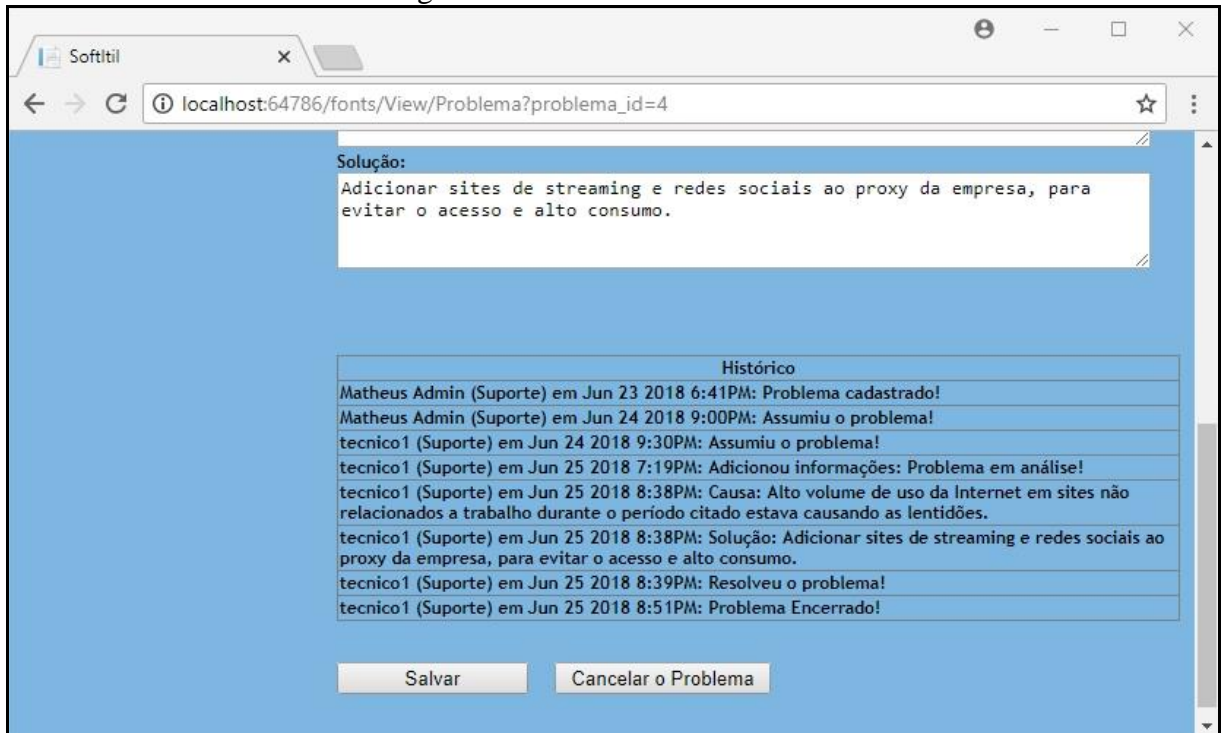 SoftItil
localhost:64786/fonts/View/Problema?problema_id=4
Solução:
Adicionar sites de streaming e redes sociais ao proxy da empresa, para
evitar o acesso e alto consumo.
Histórico
Matheus Admin (Suporte) em Jun 23 2018 6:41PM: Problema cadastrado!
Matheus Admin (Suporte) em Jun 24 2018 9:00PM: Assumiu o problema!
tecnico1 (Suporte) em Jun 24 2018 9:30PM: Assumiu o problema!
tecnico1 (Suporte) em Jun 25 2018 7:19PM: Adicionou informações: Problema em análise!
tecnico1 (Suporte) em Jun 25 2018 8:38PM: Causa: Alto volume de uso da Internet em sites não
relacionados a trabalho durante o período citado estava causando as lentidões.
tecnico1 (Suporte) em Jun 25 2018 8:38PM: Solução: Adicionar sites de streaming e redes sociais ao
proxy da empresa, para evitar o acesso e alto consumo.
tecnico1 (Suporte) em Jun 25 2018 8:39PM: Resolveu o problema!
tecnico1 (Suporte) em Jun 25 2018 8:51PM: Problema Encerrado!
Salvar
Cancelar o Problema